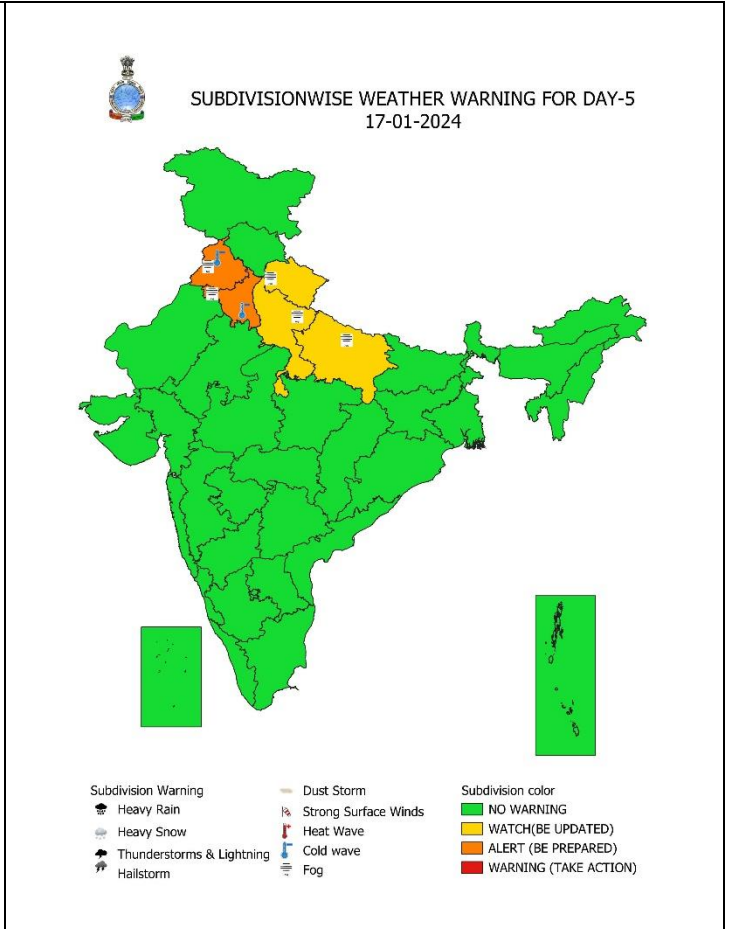 SUBDIVISIONWISE WEATHER WARNING FOR DAY-5
17-01-2024
Subdivision Warning
Heavy Rain
Heavy Snow
Thunderstorms & Lightning
Hailstorm
Dust Storm
Strong Surface Winds
Heat Wave
Cold wave
Fog
Subdivision color
NO WARNING
WATCH(BE UPDATED)
ALERT (BE PREPARED)
WARNING (TAKE ACTION)